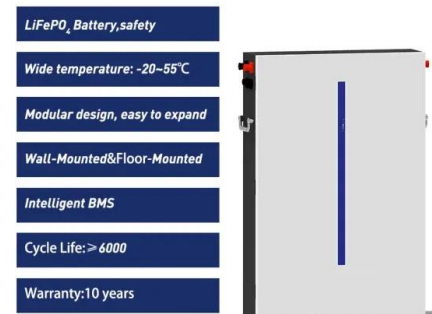 LiFePO₄ Battery,safety
Wide temperature: -20~55℃
Modular design, easy to expand
Wall-Mounted&Floor-Mounted
Intelligent BMS
Cycle Life:≥6000
Warranty:10 years